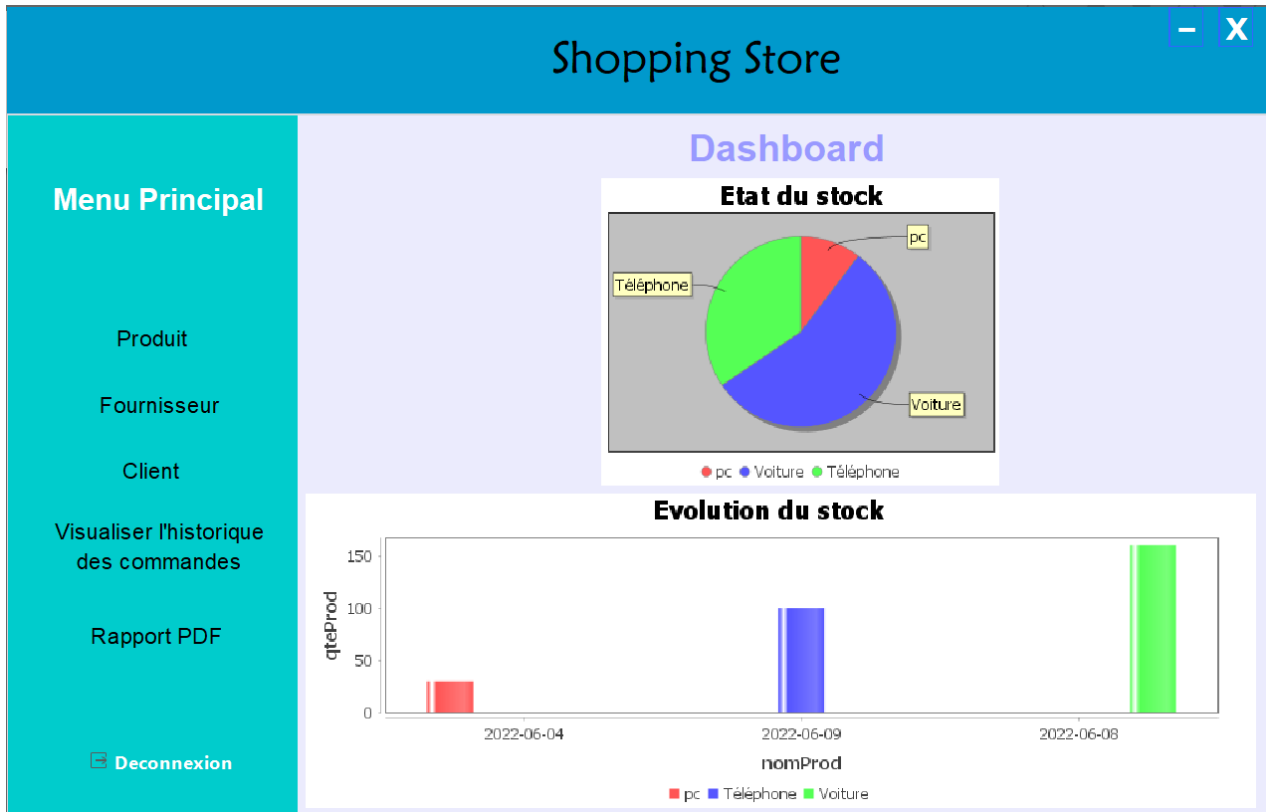 Shopping Store
– X
Menu Principal
Produit
Fournisseur
Client
Visualiser l'historique
des commandes
Rapport PDF
Deconnexion
Dashboard
Etat du stock
pc
Téléphone
Voiture
pc Voiture Téléphone
Evolution du stock
qteProd
150
100
50
0
2022-06-04 2022-06-09 2022-06-08
nomProd
pc Téléphone Voiture